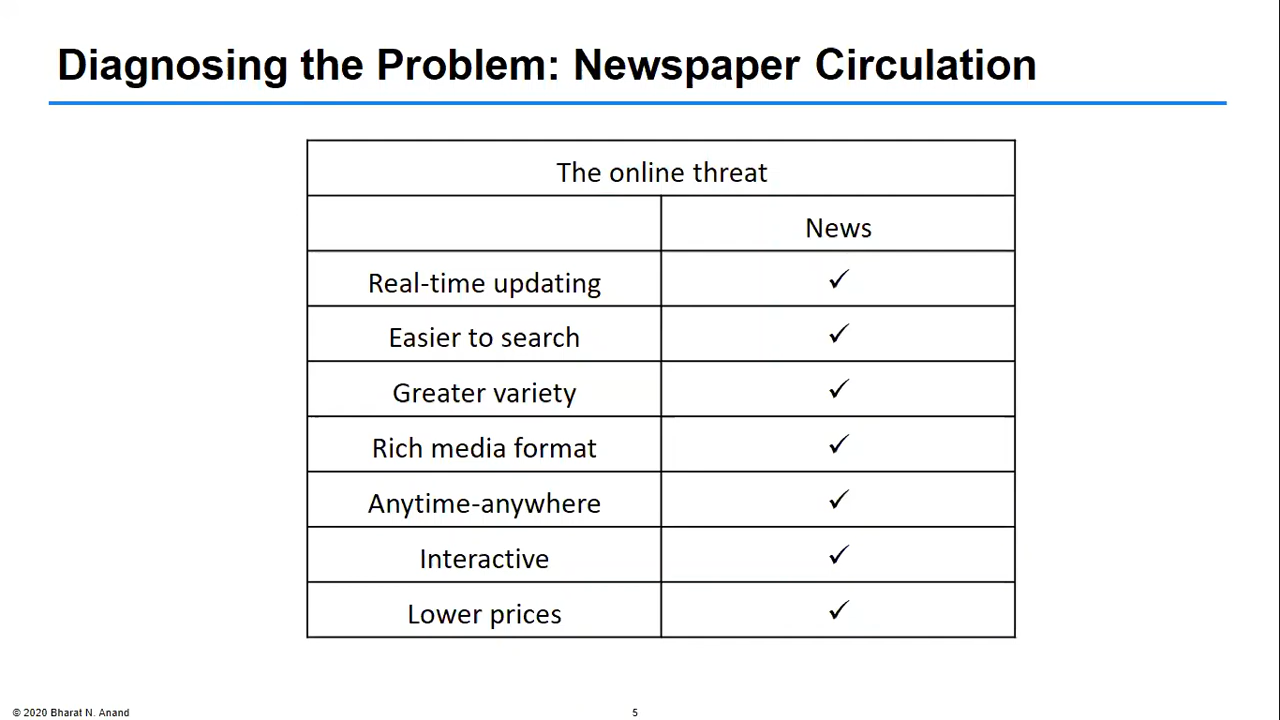 Diagnosing the Problem: Newspaper Circulation
The online threat
News
Real-time updating ✓
Easier to search ✓
Greater variety ✓
Rich media format ✓
Anytime-anywhere ✓
Interactive ✓
Lower prices ✓
© 2020 Bharat N. Anand
5